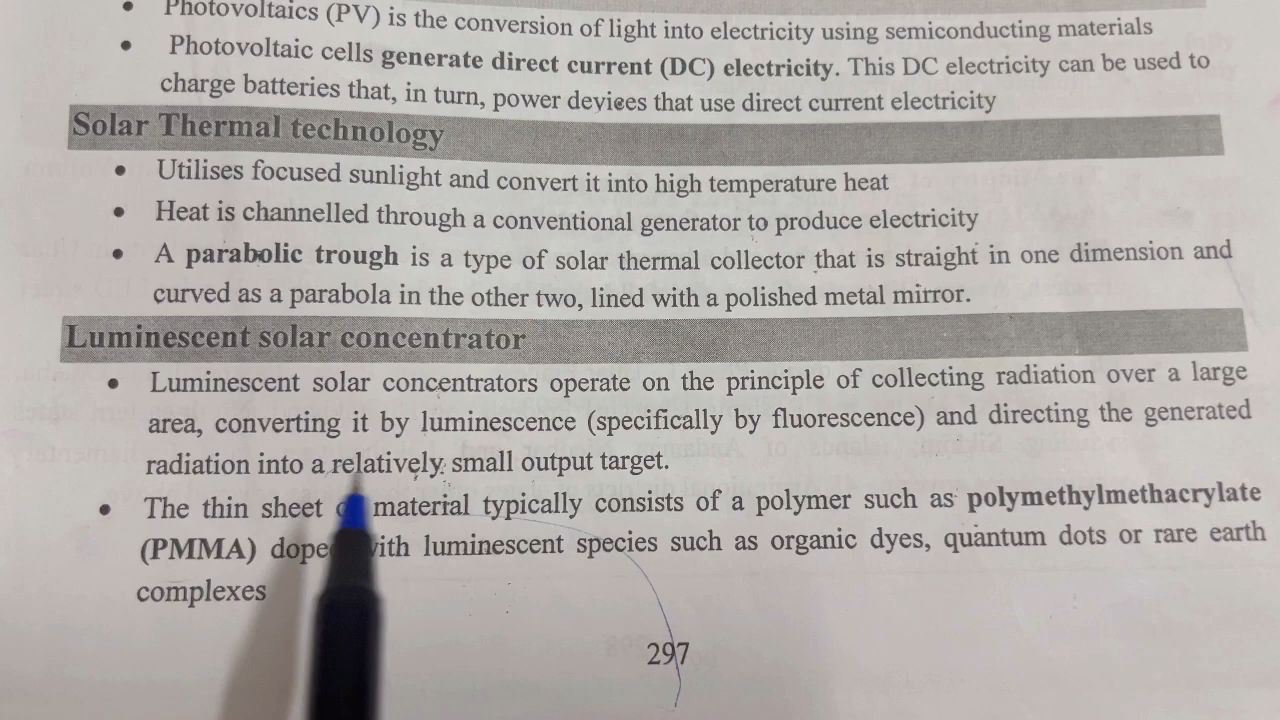 • Photovoltaics (PV) is the conversion of light into electricity using semiconducting materials
• Photovoltaic cells generate direct current (DC) electricity. This DC electricity can be used to
charge batteries that, in turn, power devices that use direct current electricity
Solar Thermal technology
• Utilises focused sunlight and convert it into high temperature heat
• Heat is channelled through a conventional generator to produce electricity
• A parabolic trough is a type of solar thermal collector that is straight in one dimension and
curved as a parabola in the other two, lined with a polished metal mirror.
Luminescent solar concentrator
• Luminescent solar concentrators operate on the principle of collecting radiation over a large
area, converting it by luminescence (specifically by fluorescence) and directing the generated
radiation into a relatively small output target.
• The thin sheet material typically consists of a polymer such as polymethylmethacrylate
(PMMA) with luminescent species such as organic dyes, quantum dots or rare earth
complexes
297